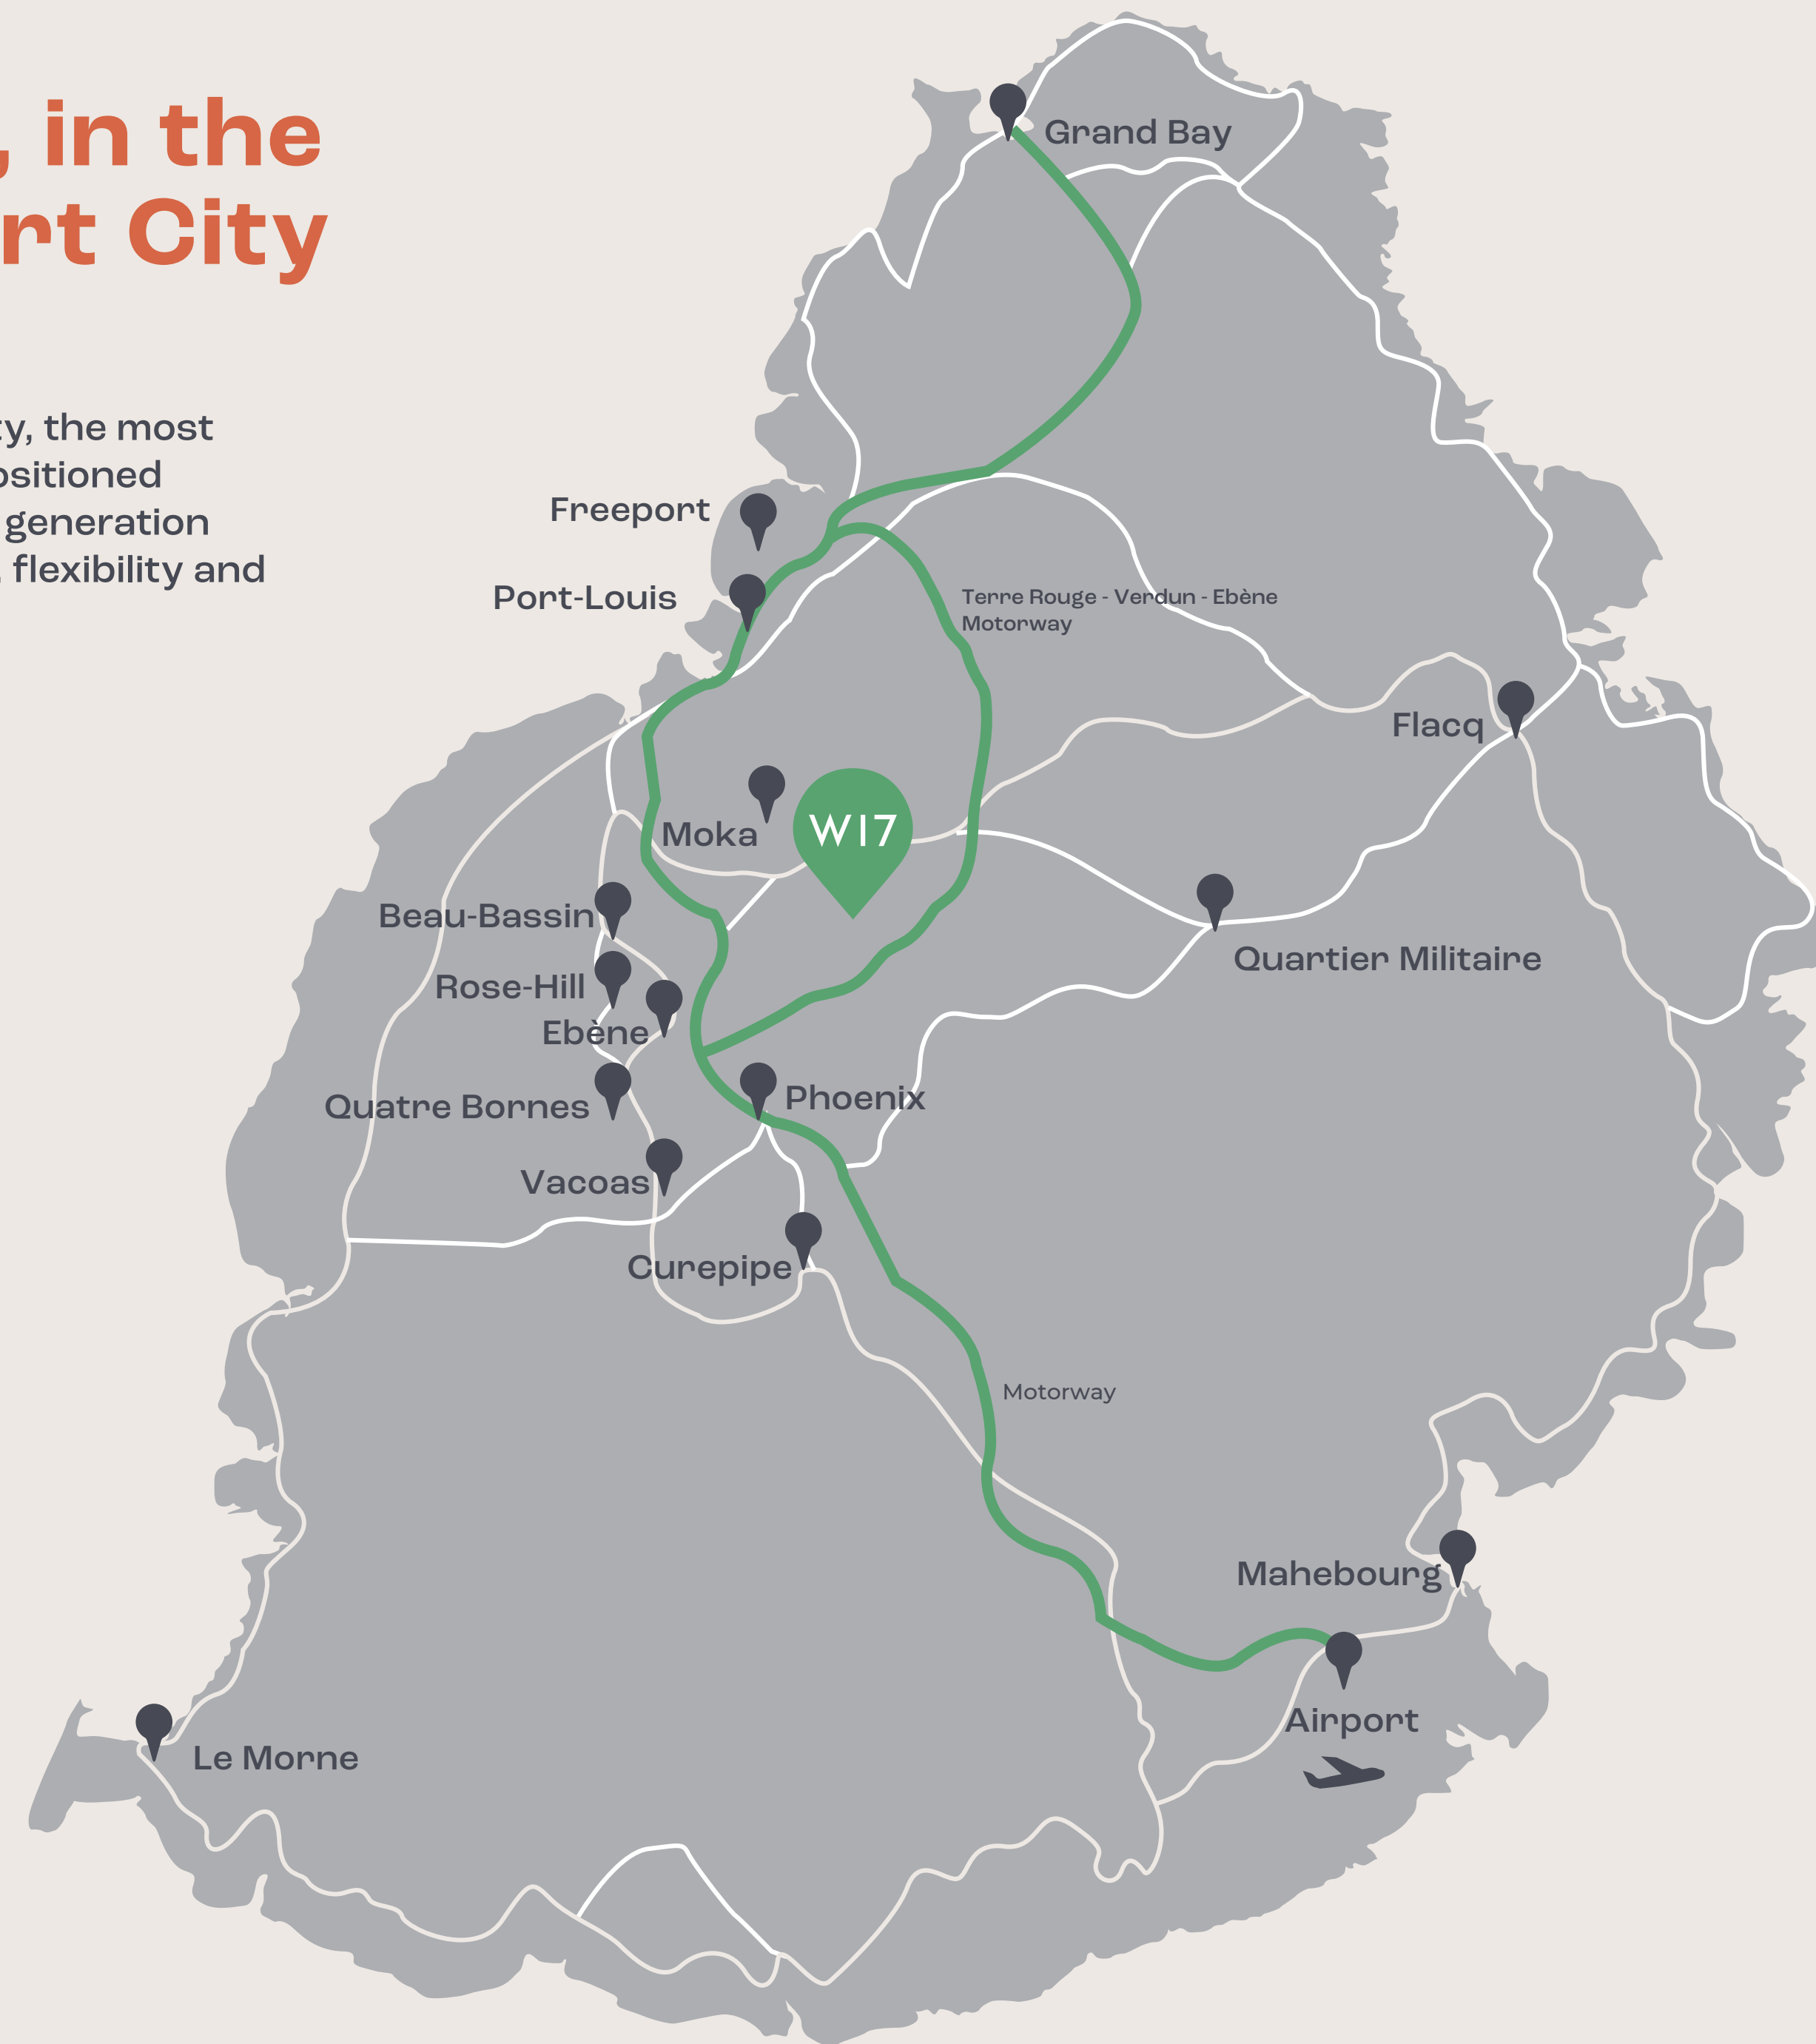 , in the
rt City
ty, the most
ositioned
generation
flexibility and
Grand Bay
Freeport
Port-Louis
Terre Rouge - Verdun - Ebène
Motorway
Flacq
Moka
W17
Beau-Bassin
Quartier Militaire
Rose-Hill
Ebène
Phoenix
Quatre Bornes
Vacoas
Curepipe
Motorway
Mahebourg
Airport
Le Morne